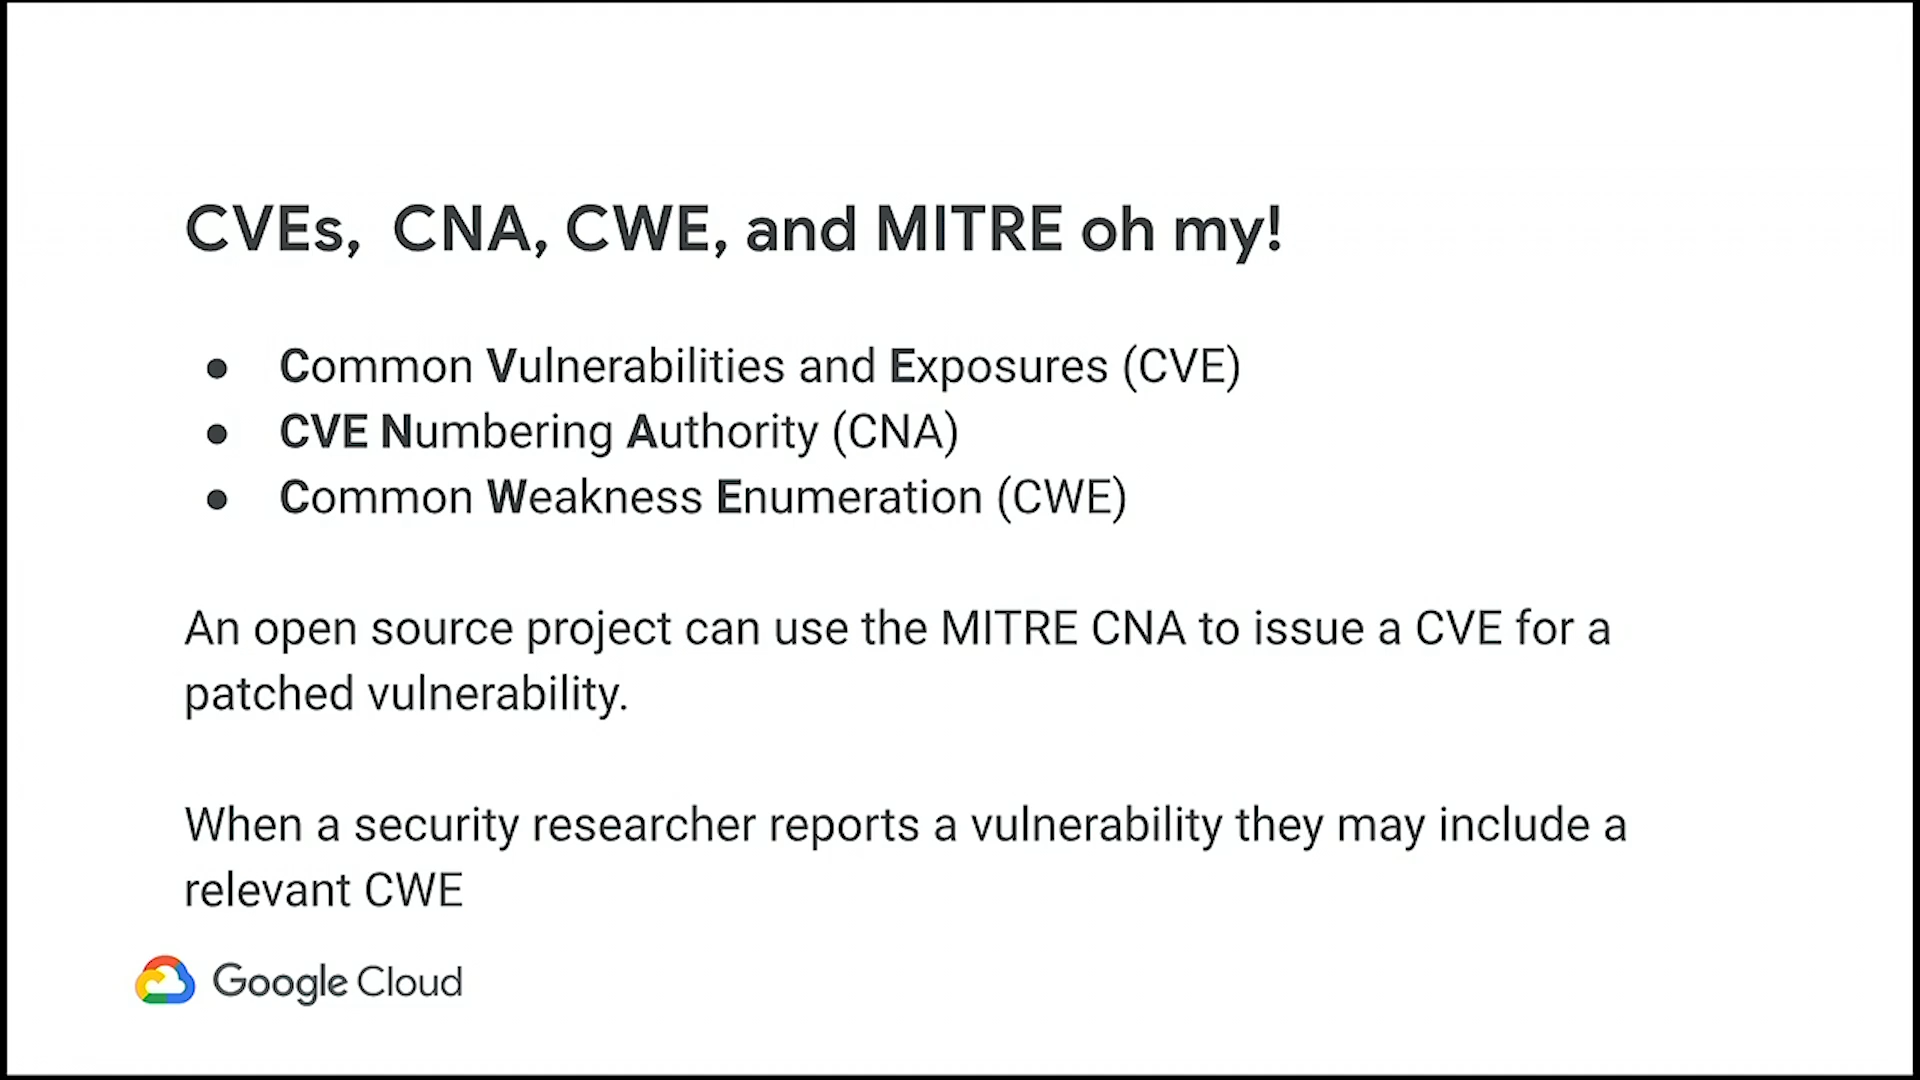 CVEs, CNA, CWE, and MITRE oh my!
● Common Vulnerabilities and Exposures (CVE)
● CVE Numbering Authority (CNA)
● Common Weakness Enumeration (CWE)
An open source project can use the MITRE CNA to issue a CVE for a
patched vulnerability.
When a security researcher reports a vulnerability they may include a
relevant CWE
Google Cloud